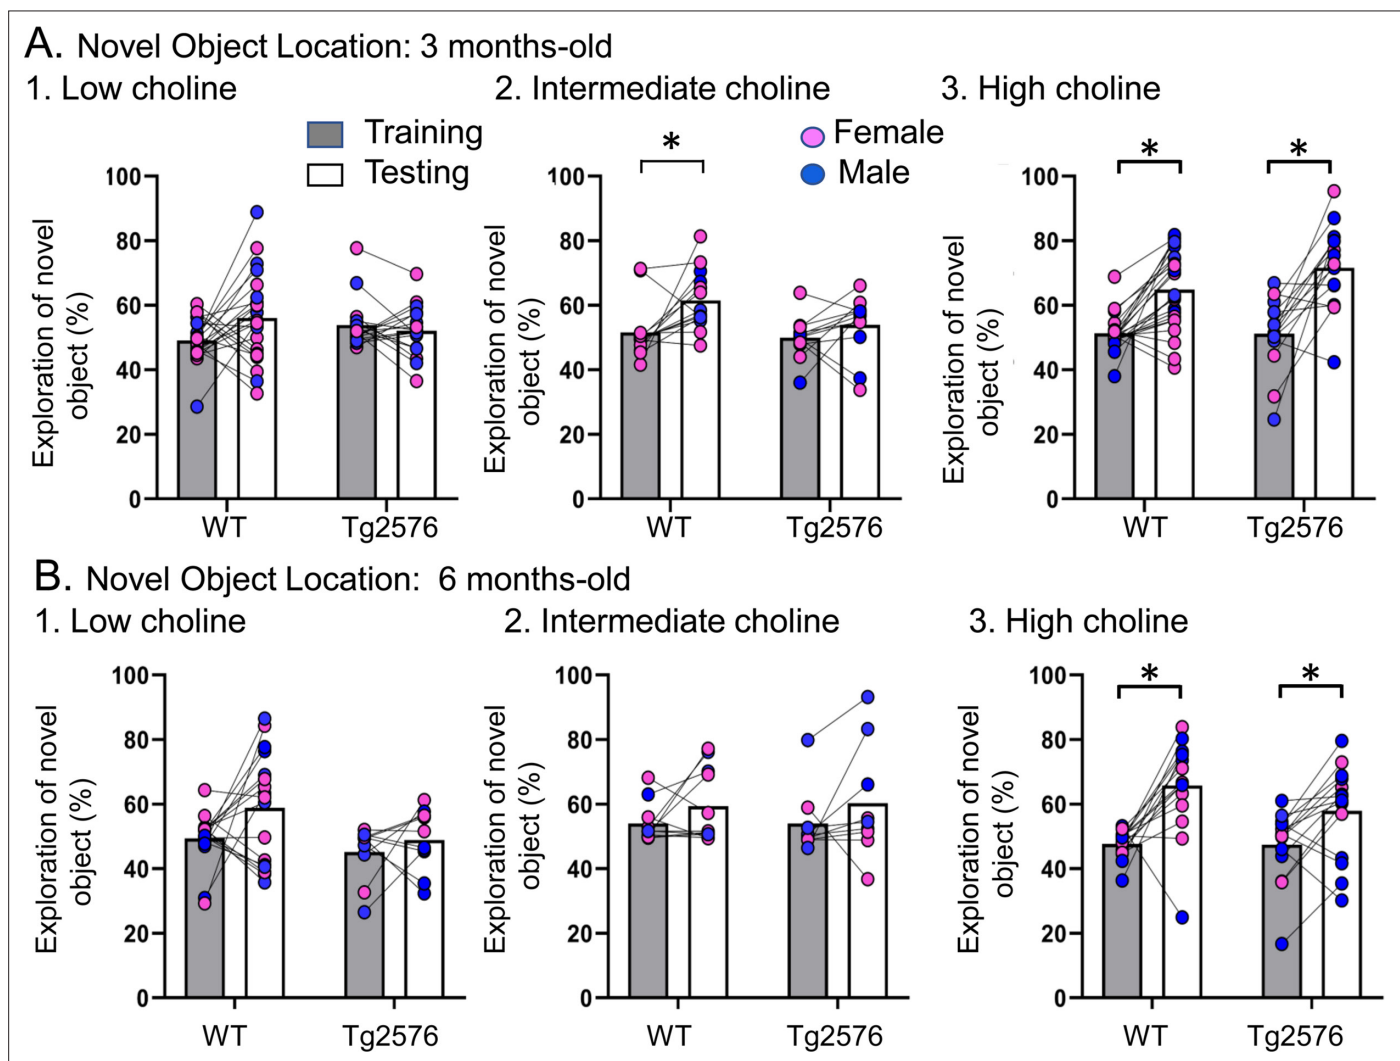 A. Novel Object Location: 3 months-old
1. Low choline
2. Intermediate choline
3. High choline
Training
Testing
Female
Male
*
*
*
Exploration of novel
object (%)
100
80
60
40
20
0
WT
Tg2576
Exploration of novel
object (%)
100
80
60
40
20
0
WT
Tg2576
Exploration of novel
object (%)
100
80
60
40
20
0
WT
Tg2576
B. Novel Object Location: 6 months-old
1. Low choline
2. Intermediate choline
3. High choline
*
*
Exploration of novel
object (%)
100
80
60
40
20
0
WT
Tg2576
Exploration of novel
object (%)
100
80
60
40
20
0
WT
Tg2576
Exploration of novel
object (%)
100
80
60
40
20
0
WT
Tg2576